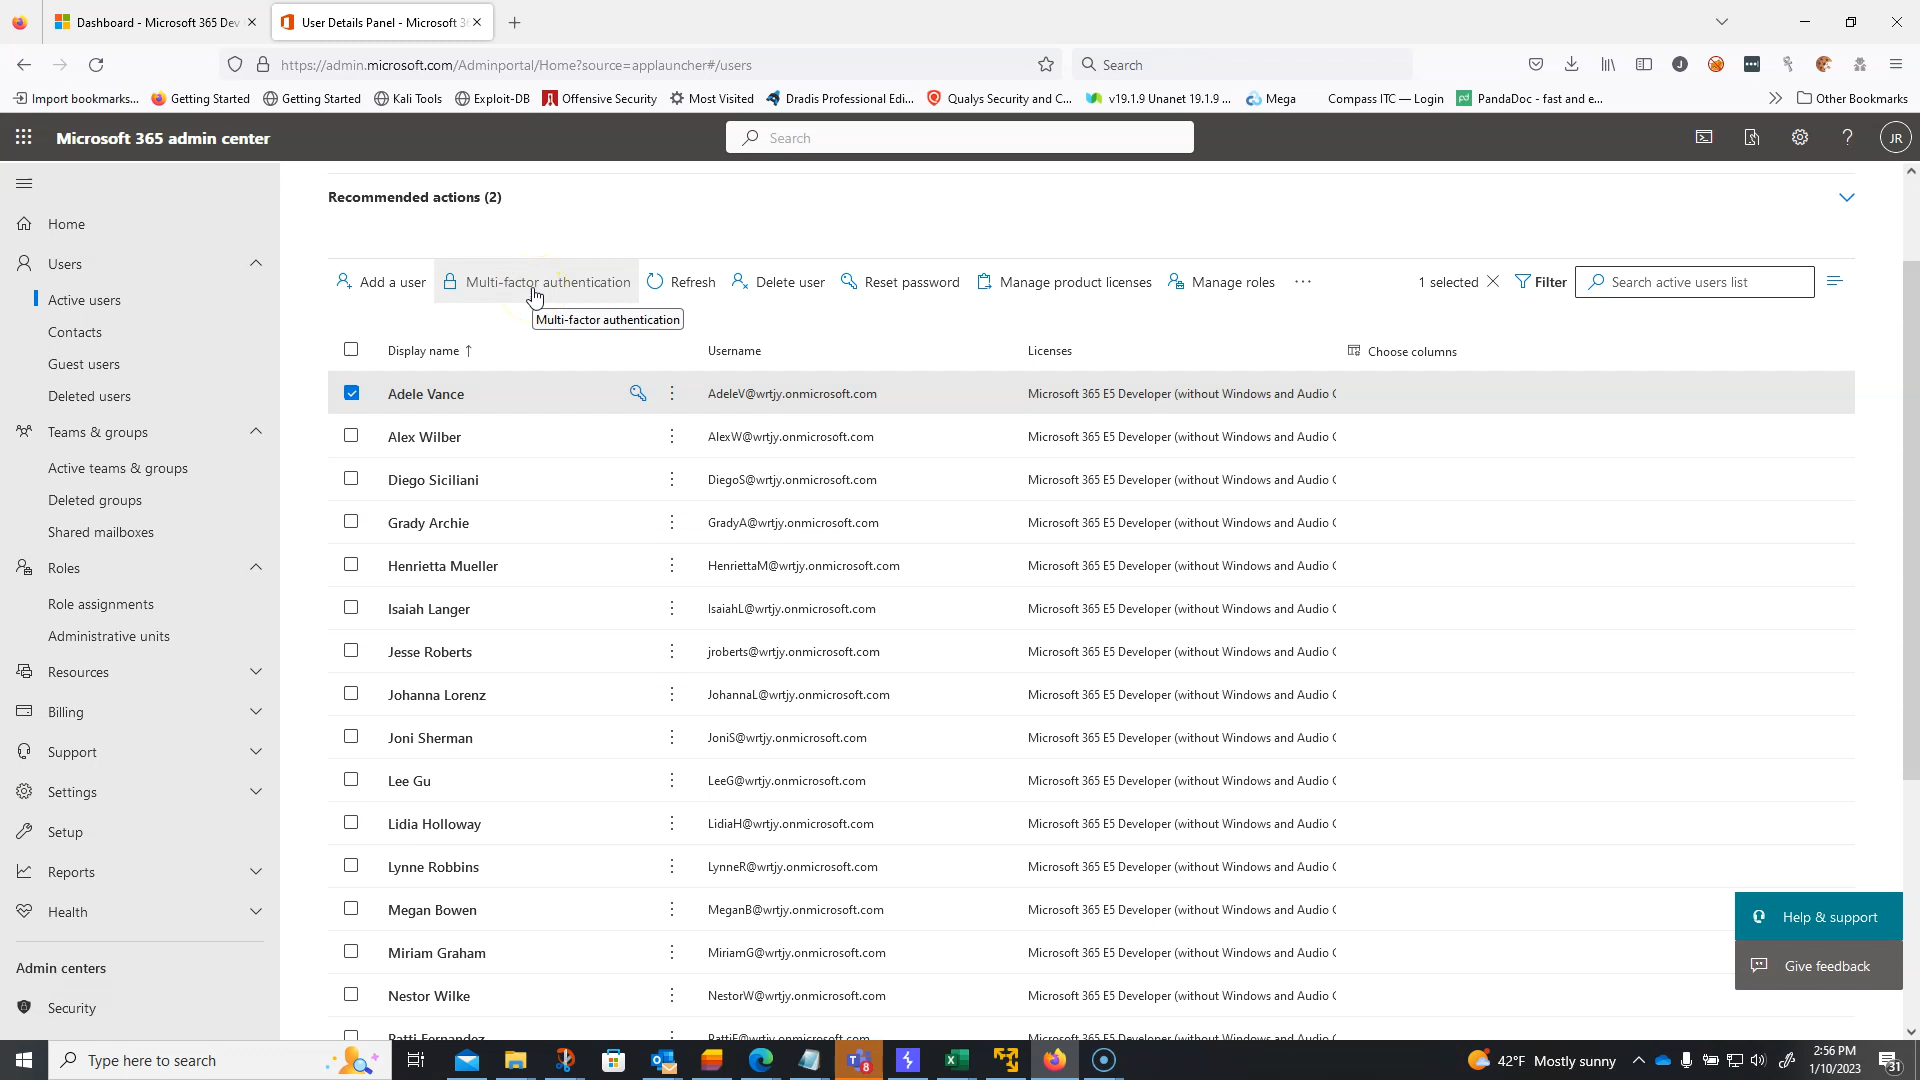 Dashboard - Microsoft 365 Dev
User Details Panel - Microsoft 36
https://admin.microsoft.com/Adminportal/Home?source=applauncher#/users
Search
Import bookmarks...
Getting Started
Getting Started
Kali Tools
Exploit-DB
Offensive Security
Most Visited
Dradis Professional Edi...
Qualys Security and C...
v19.1.9 Unanet 19.1.9 ...
Mega
Compass ITC — Login
PandaDoc - fast and e...
Other Bookmarks
Microsoft 365 admin center
Search
JR
Home
Users
Active users
Contacts
Guest users
Deleted users
Teams & groups
Active teams & groups
Deleted groups
Shared mailboxes
Roles
Role assignments
Administrative units
Resources
Billing
Support
Settings
Setup
Reports
Health
Admin centers
Security
Recommended actions (2)
Add a user
Multi-factor authentication
Refresh
Delete user
Reset password
Manage product licenses
Manage roles
1 selected
Filter
Search active users list
Multi-factor authentication
Display name ↑ Username Licenses Choose columns
Adele Vance AdeleV@wrtjy.onmicrosoft.com Microsoft 365 E5 Developer (without Windows and Audio C
Alex Wilber AlexW@wrtjy.onmicrosoft.com Microsoft 365 E5 Developer (without Windows and Audio C
Diego Siciliani DiegoS@wrtjy.onmicrosoft.com Microsoft 365 E5 Developer (without Windows and Audio C
Grady Archie GradyA@wrtjy.onmicrosoft.com Microsoft 365 E5 Developer (without Windows and Audio C
Henrietta Mueller HenriettaM@wrtjy.onmicrosoft.com Microsoft 365 E5 Developer (without Windows and Audio C
Isaiah Langer IsaiahL@wrtjy.onmicrosoft.com Microsoft 365 E5 Developer (without Windows and Audio C
Jesse Roberts jroberts@wrtjy.onmicrosoft.com Microsoft 365 E5 Developer (without Windows and Audio C
Johanna Lorenz JohannaL@wrtjy.onmicrosoft.com Microsoft 365 E5 Developer (without Windows and Audio C
Joni Sherman JoniS@wrtjy.onmicrosoft.com Microsoft 365 E5 Developer (without Windows and Audio C
Lee Gu LeeG@wrtjy.onmicrosoft.com Microsoft 365 E5 Developer (without Windows and Audio C
Lidia Holloway LidiaH@wrtjy.onmicrosoft.com Microsoft 365 E5 Developer (without Windows and Audio C
Lynne Robbins LynneR@wrtjy.onmicrosoft.com Microsoft 365 E5 Developer (without Windows and Audio C
Megan Bowen MeganB@wrtjy.onmicrosoft.com Microsoft 365 E5 Developer (without Windows and Audio C
Miriam Graham MiriamG@wrtjy.onmicrosoft.com Microsoft 365 E5 Developer (without Windows and Audio C
Nestor Wilke NestorW@wrtjy.onmicrosoft.com Microsoft 365 E5 Developer (without Windows and Audio C
Patti Fernandez PattiF@wrtjy.onmicrosoft.com Microsoft 365 E5 Developer (without Windows and Audio C
Help & support
Give feedback
Type here to search
8
42°F Mostly sunny
2:56 PM
1/10/2023
31